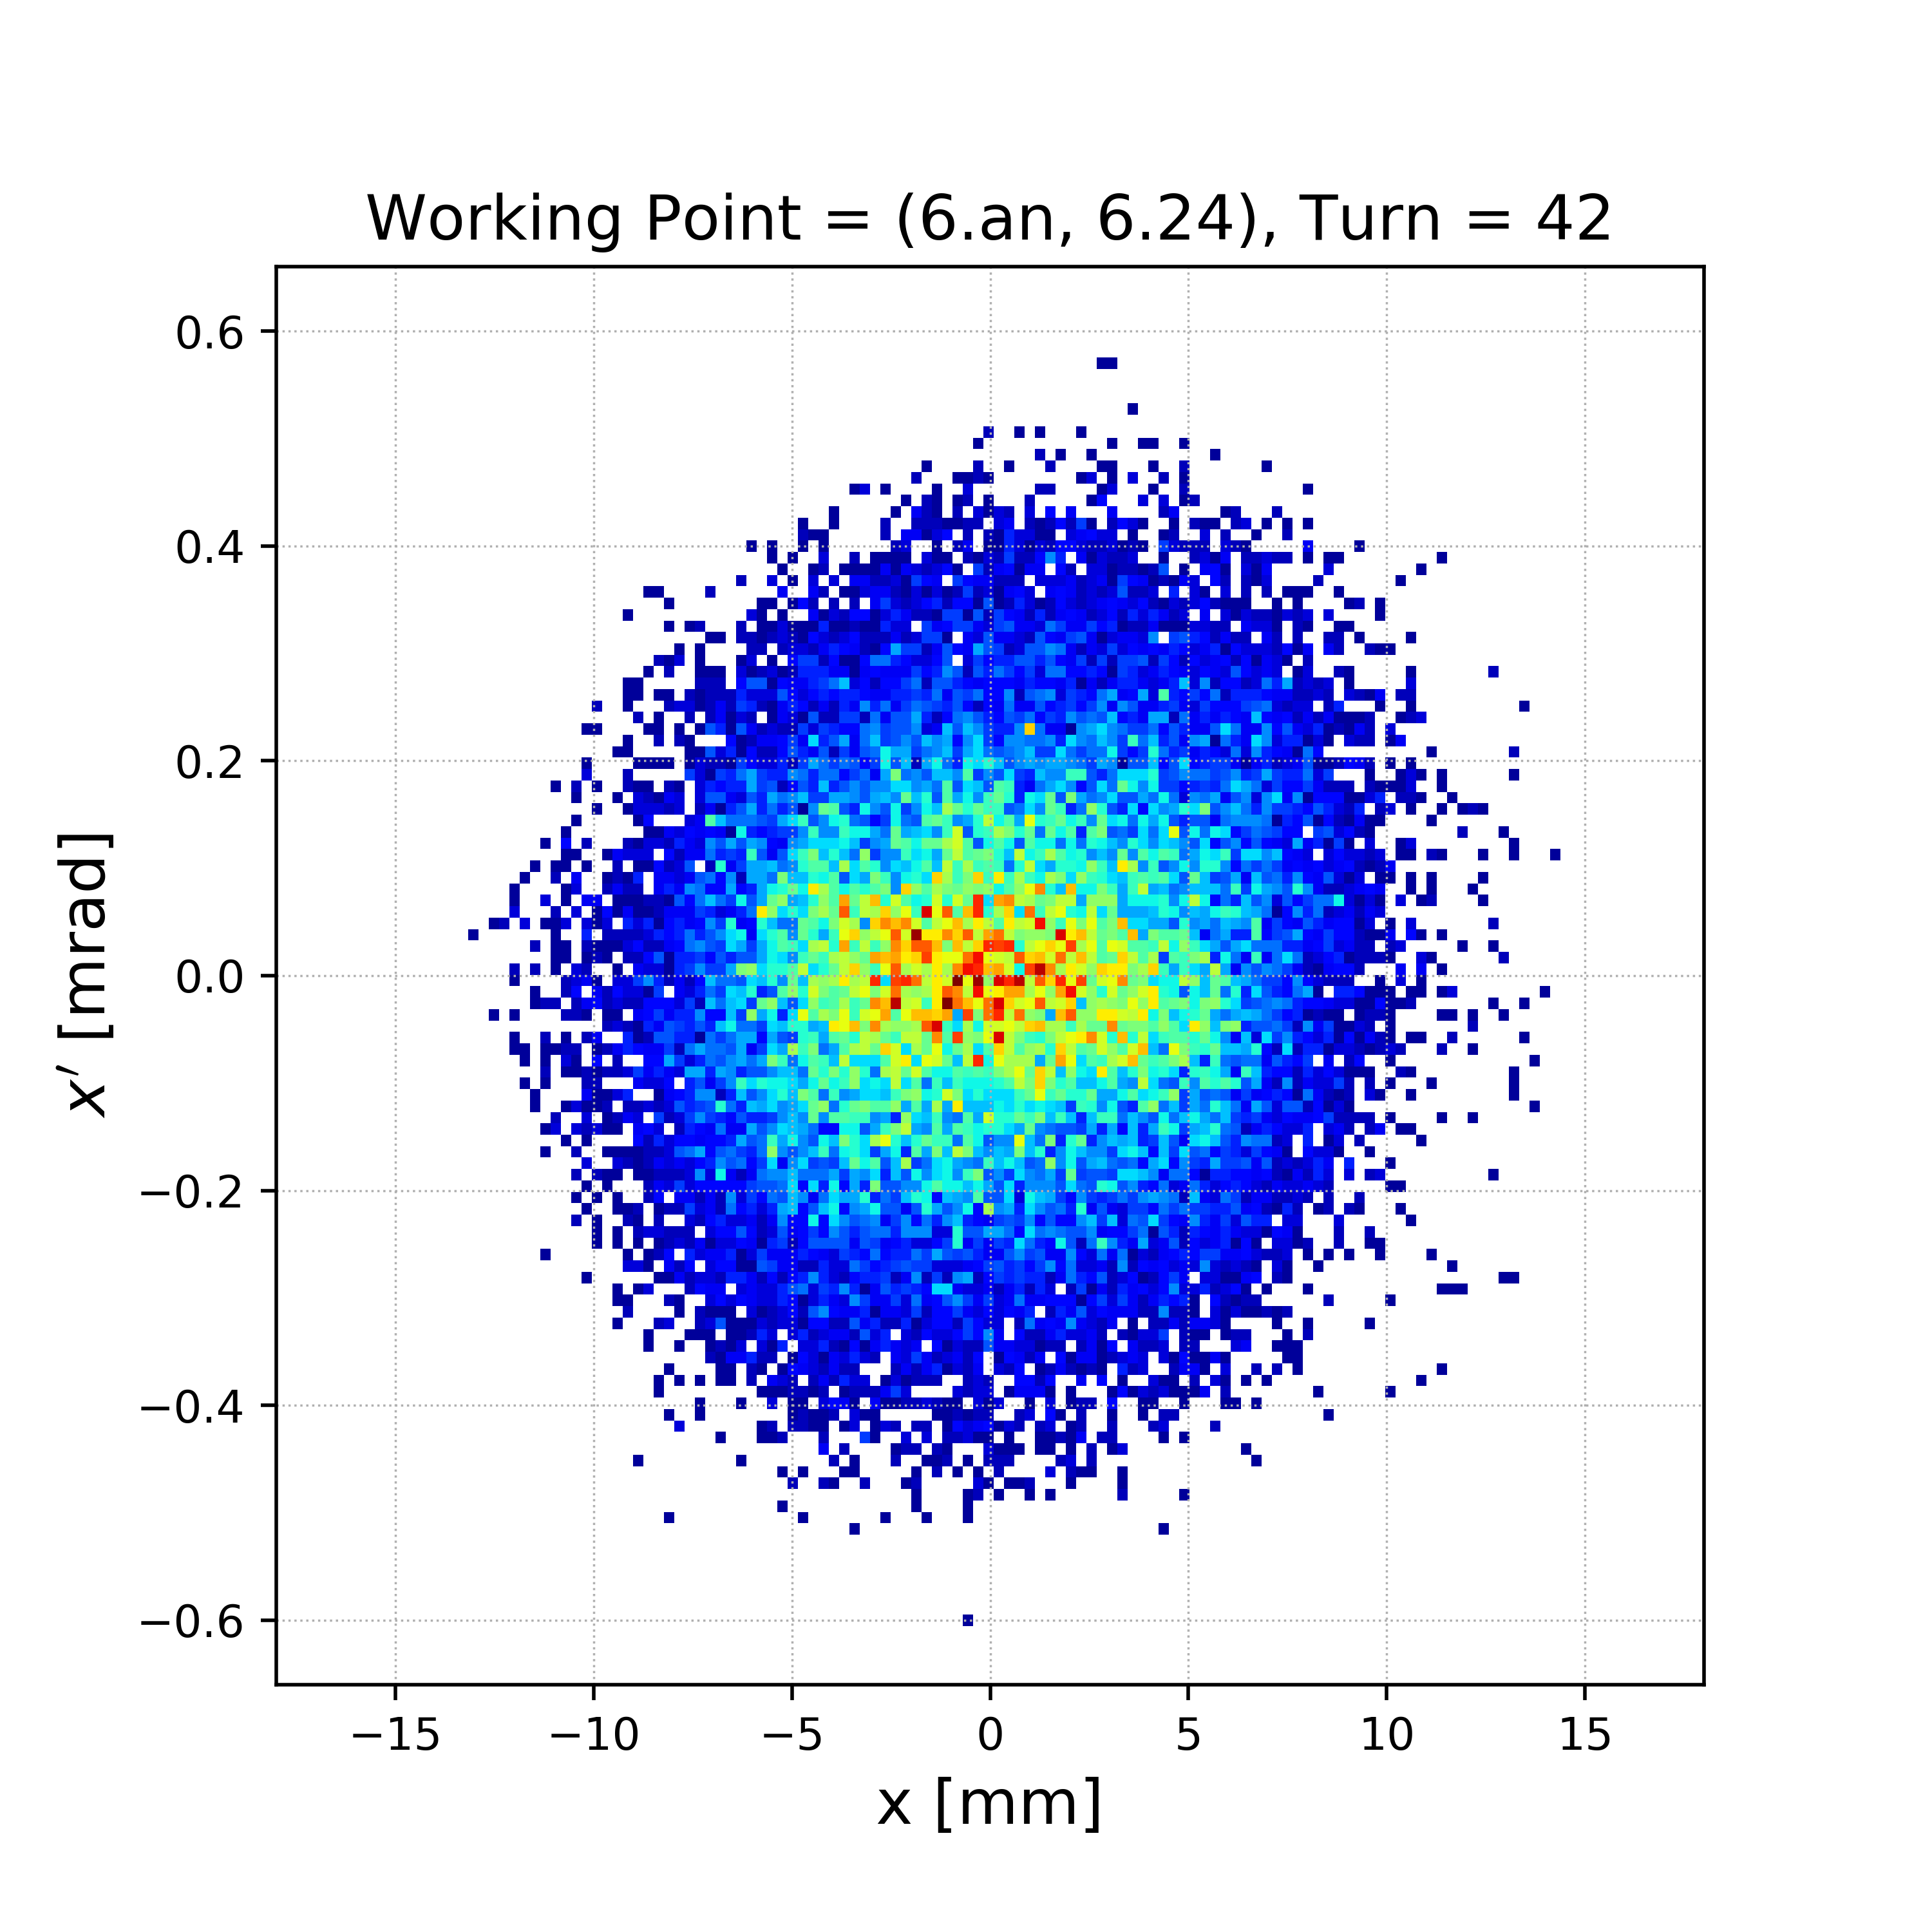 Working Point = (6.an, 6.24), Turn = 42
0.6
0.4
0.2
0.0
−0.2
−0.4
−0.6
x′ [mrad]
−15 −10 −5 0 5 10 15
x [mm]